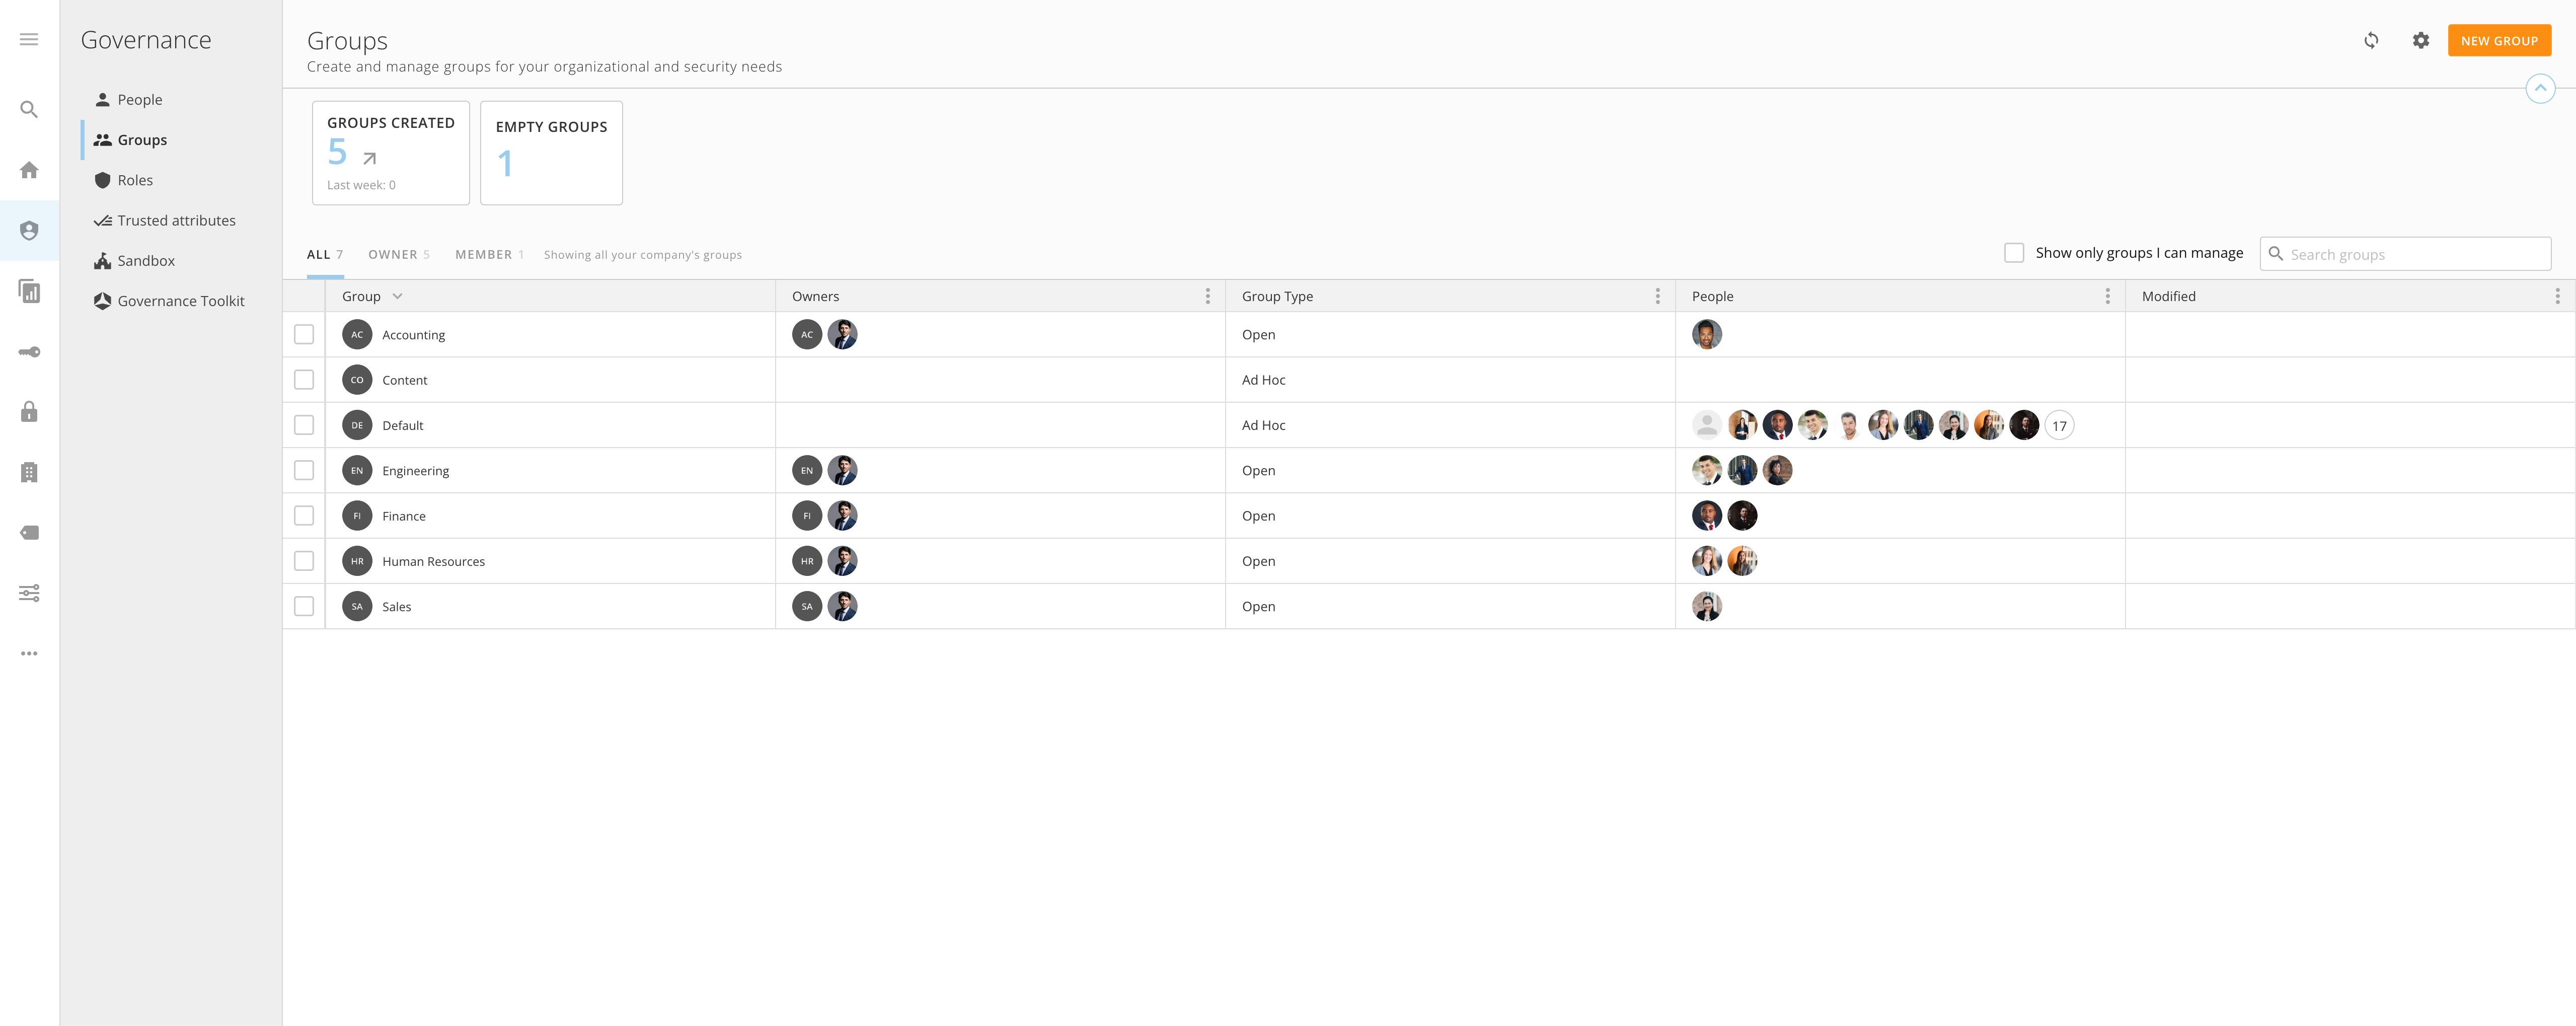 Governance
People
Groups
Roles
Trusted attributes
Sandbox
Governance Toolkit
Groups
Create and manage groups for your organizational and security needs
NEW GROUP
GROUPS CREATED
5
Last week: 0
EMPTY GROUPS
1
ALL 7 OWNER 5 MEMBER 1 Showing all your company's groups
Show only groups I can manage
Search groups
Group Owners Group Type People Modified
AC Accounting AC Open
CO Content Ad Hoc
DE Default Ad Hoc 17
EN Engineering EN Open
FI Finance FI Open
HR Human Resources HR Open
SA Sales SA Open